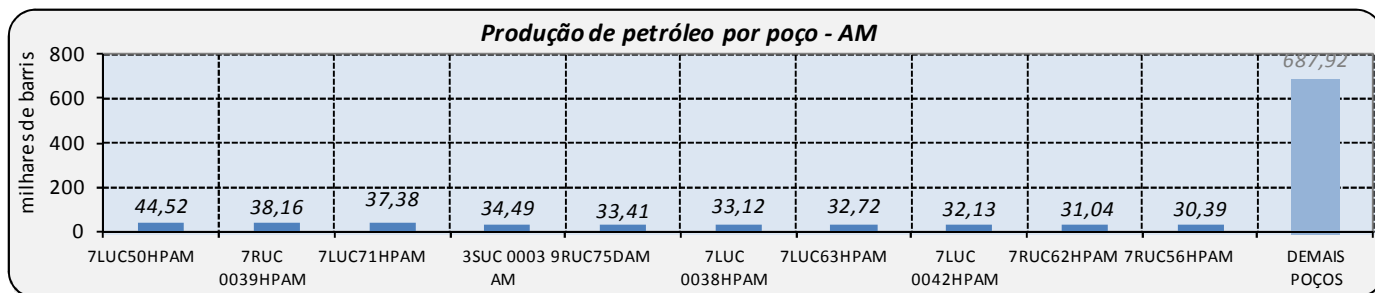 Produção de petróleo por poço - AM
milhares de barris
800
600
400
200
0
687,92
44,52
38,16
37,38
34,49
33,41
33,12
32,72
32,13
31,04
30,39
7LUC50HPAM
7RUC
0039HPAM
7LUC71HPAM
3SUC 0003
AM
9RUC75DAM
7LUC
0038HPAM
7LUC63HPAM
7LUC
0042HPAM
7RUC62HPAM
7RUC56HPAM
DEMAIS
POÇOS